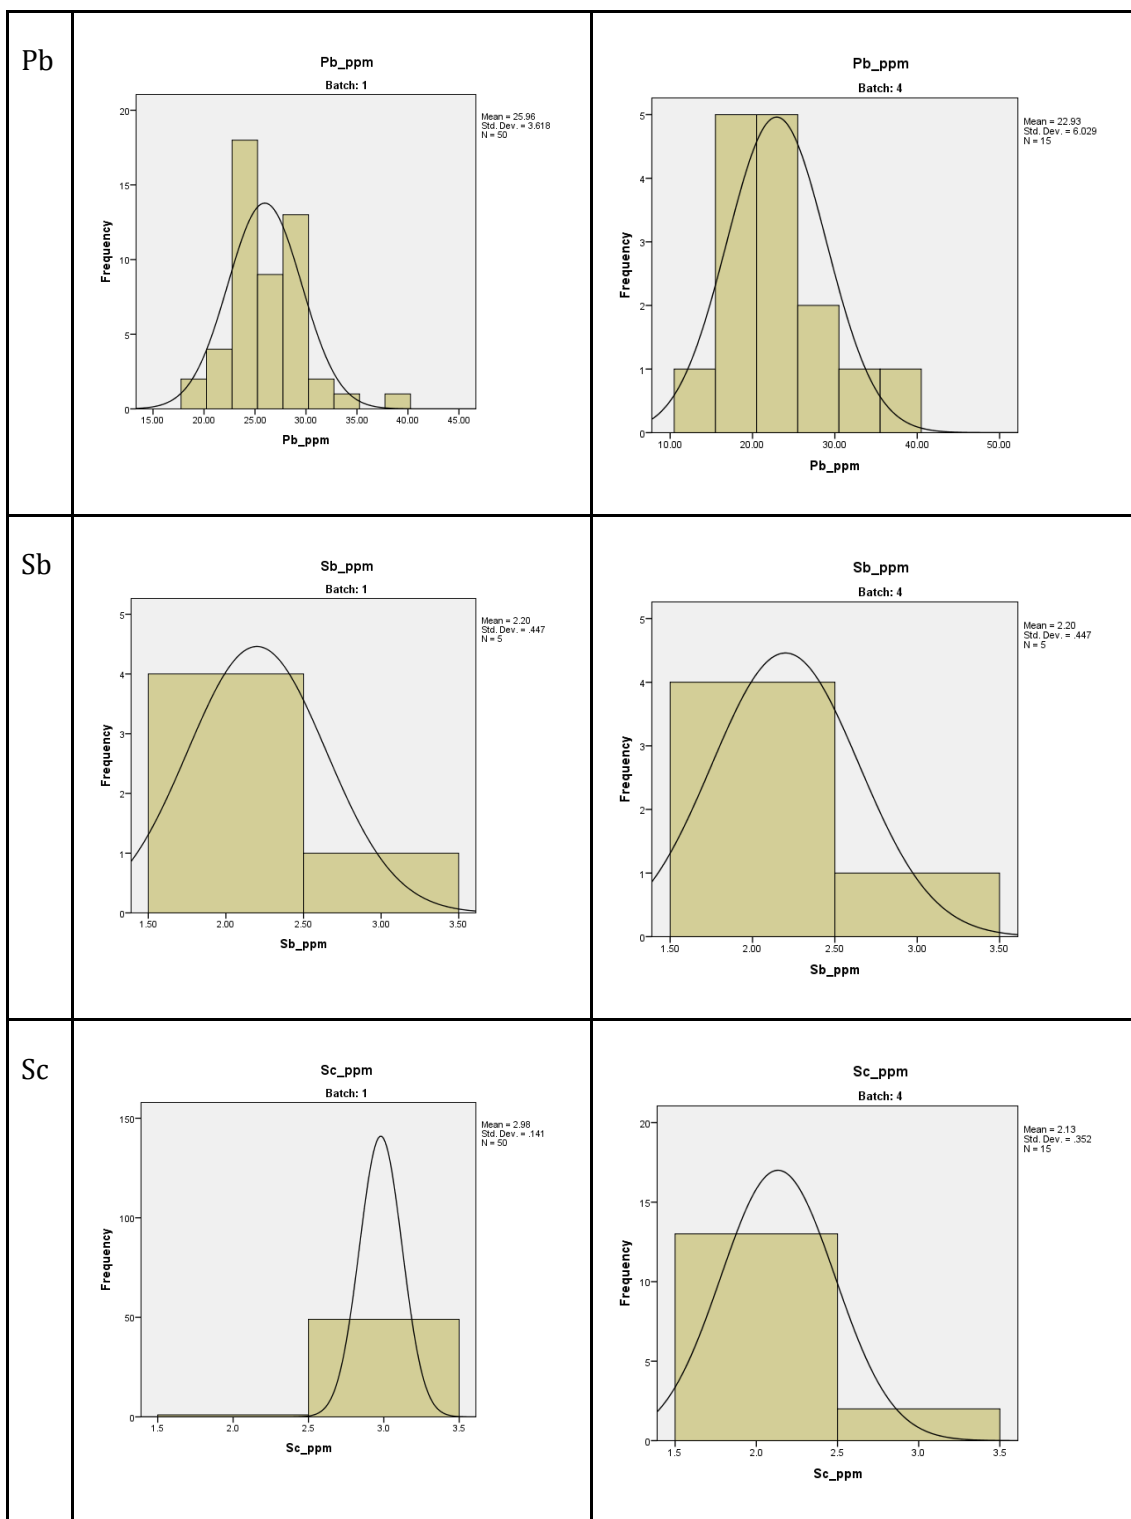 Pb
Pb_ppm
Batch: 1
Mean = 25.96
Std. Dev. = 3.618
N = 50
20
15
10
5
0
Frequency
15.00 20.00 25.00 30.00 35.00 40.00 45.00
Pb_ppm
Pb_ppm
Batch: 4
Mean = 22.93
Std. Dev. = 6.029
N = 15
5
4
3
2
1
0
Frequency
10.00 20.00 30.00 40.00 50.00
Pb_ppm
Sb
Sb_ppm
Batch: 1
Mean = 2.20
Std. Dev. = .447
N = 5
5
4
3
2
1
0
Frequency
1.50 2.00 2.50 3.00 3.50
Sb_ppm
Sb_ppm
Batch: 4
Mean = 2.20
Std. Dev. = .447
N = 5
5
4
3
2
1
0
Frequency
1.50 2.00 2.50 3.00 3.50
Sb_ppm
Sc
Sc_ppm
Batch: 1
Mean = 2.98
Std. Dev. = .141
N = 50
150
100
50
0
Frequency
1.5 2.0 2.5 3.0 3.5
Sc_ppm
Sc_ppm
Batch: 4
Mean = 2.13
Std. Dev. = .352
N = 15
20
15
10
5
0
Frequency
1.5 2.0 2.5 3.0 3.5
Sc_ppm